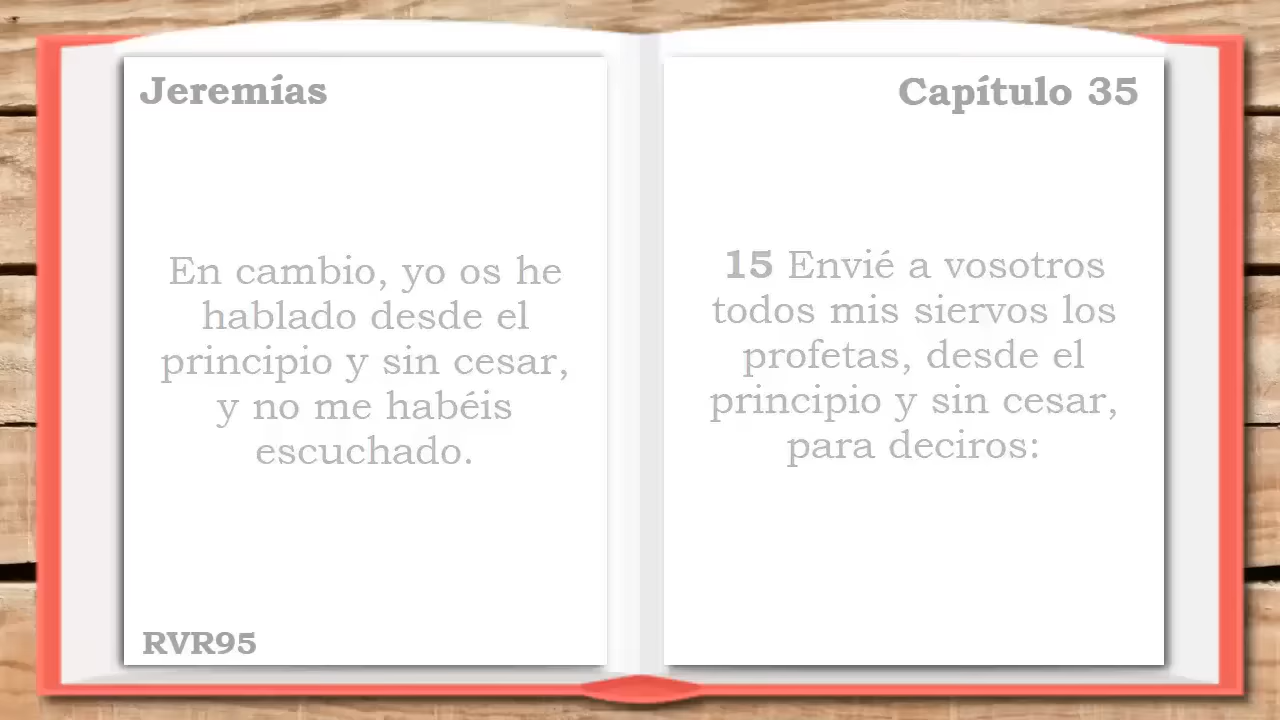 Jeremías
En cambio, yo os he
hablado desde el
principio y sin cesar,
y no me habéis
escuchado.
RVR95
Capítulo 35
15 Envié a vosotros
todos mis siervos los
profetas, desde el
principio y sin cesar,
para deciros: